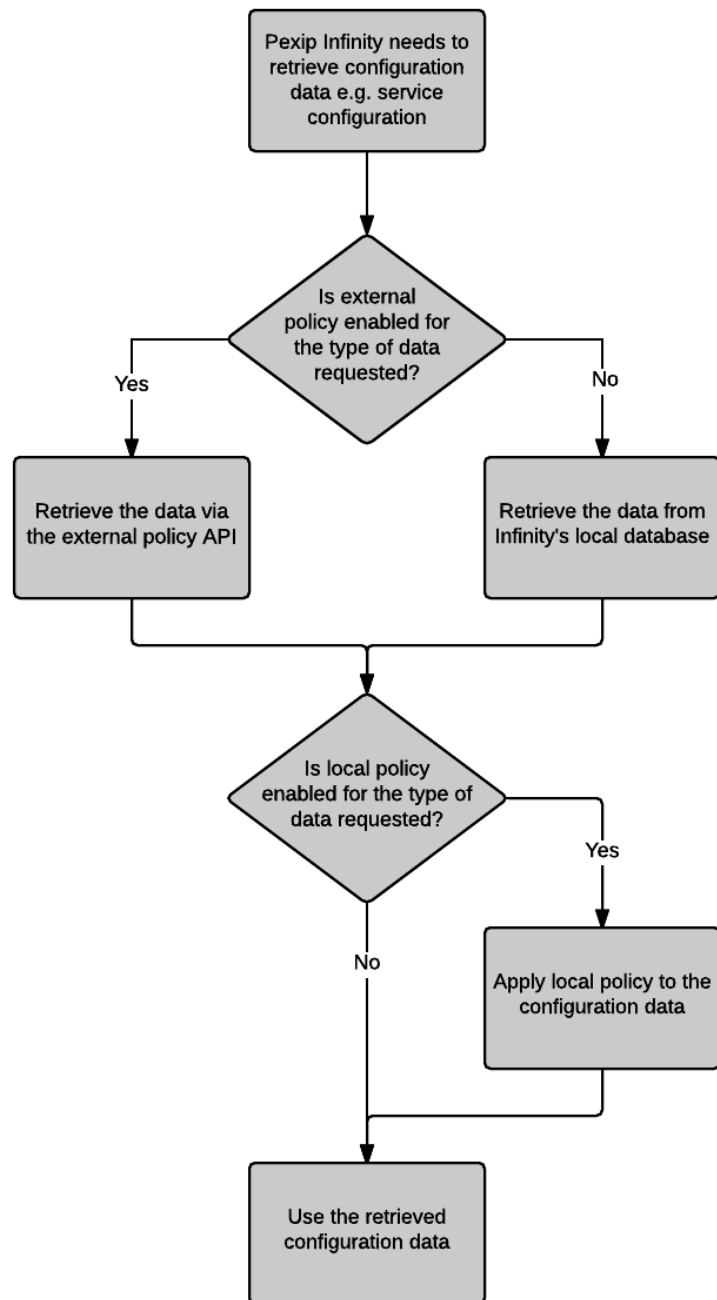 Pexip Infinity needs to
retrieve configuration
data e.g. service
configuration
Is external
policy enabled for
the type of data
requested?
Yes
No
Retrieve the data via
the external policy API
Retrieve the data from
Infinity's local database
Is local policy
enabled for the type of
data requested?
Yes
No
Apply local policy to the
configuration data
Use the retrieved
configuration data